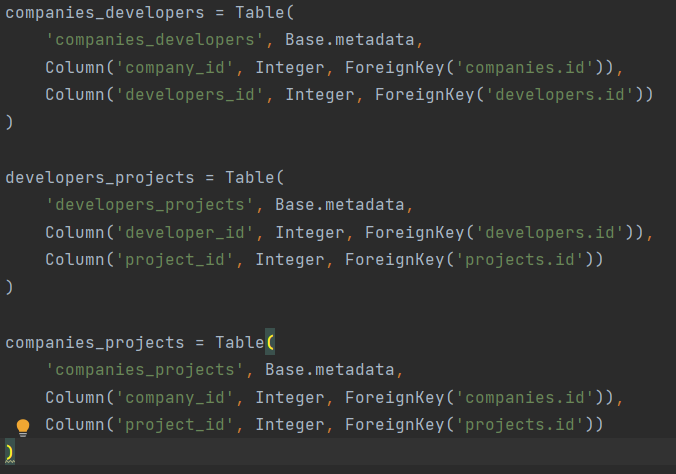 companies_developers = Table(
    'companies_developers', Base.metadata,
    Column('company_id', Integer, ForeignKey('companies.id')),
    Column('developers_id', Integer, ForeignKey('developers.id'))
)
developers_projects = Table(
    'developers_projects', Base.metadata,
    Column('developer_id', Integer, ForeignKey('developers.id')),
    Column('project_id', Integer, ForeignKey('projects.id'))
)
companies_projects = Table(
    'companies_projects', Base.metadata,
    Column('company_id', Integer, ForeignKey('companies.id')),
    Column('project_id', Integer, ForeignKey('projects.id'))
)